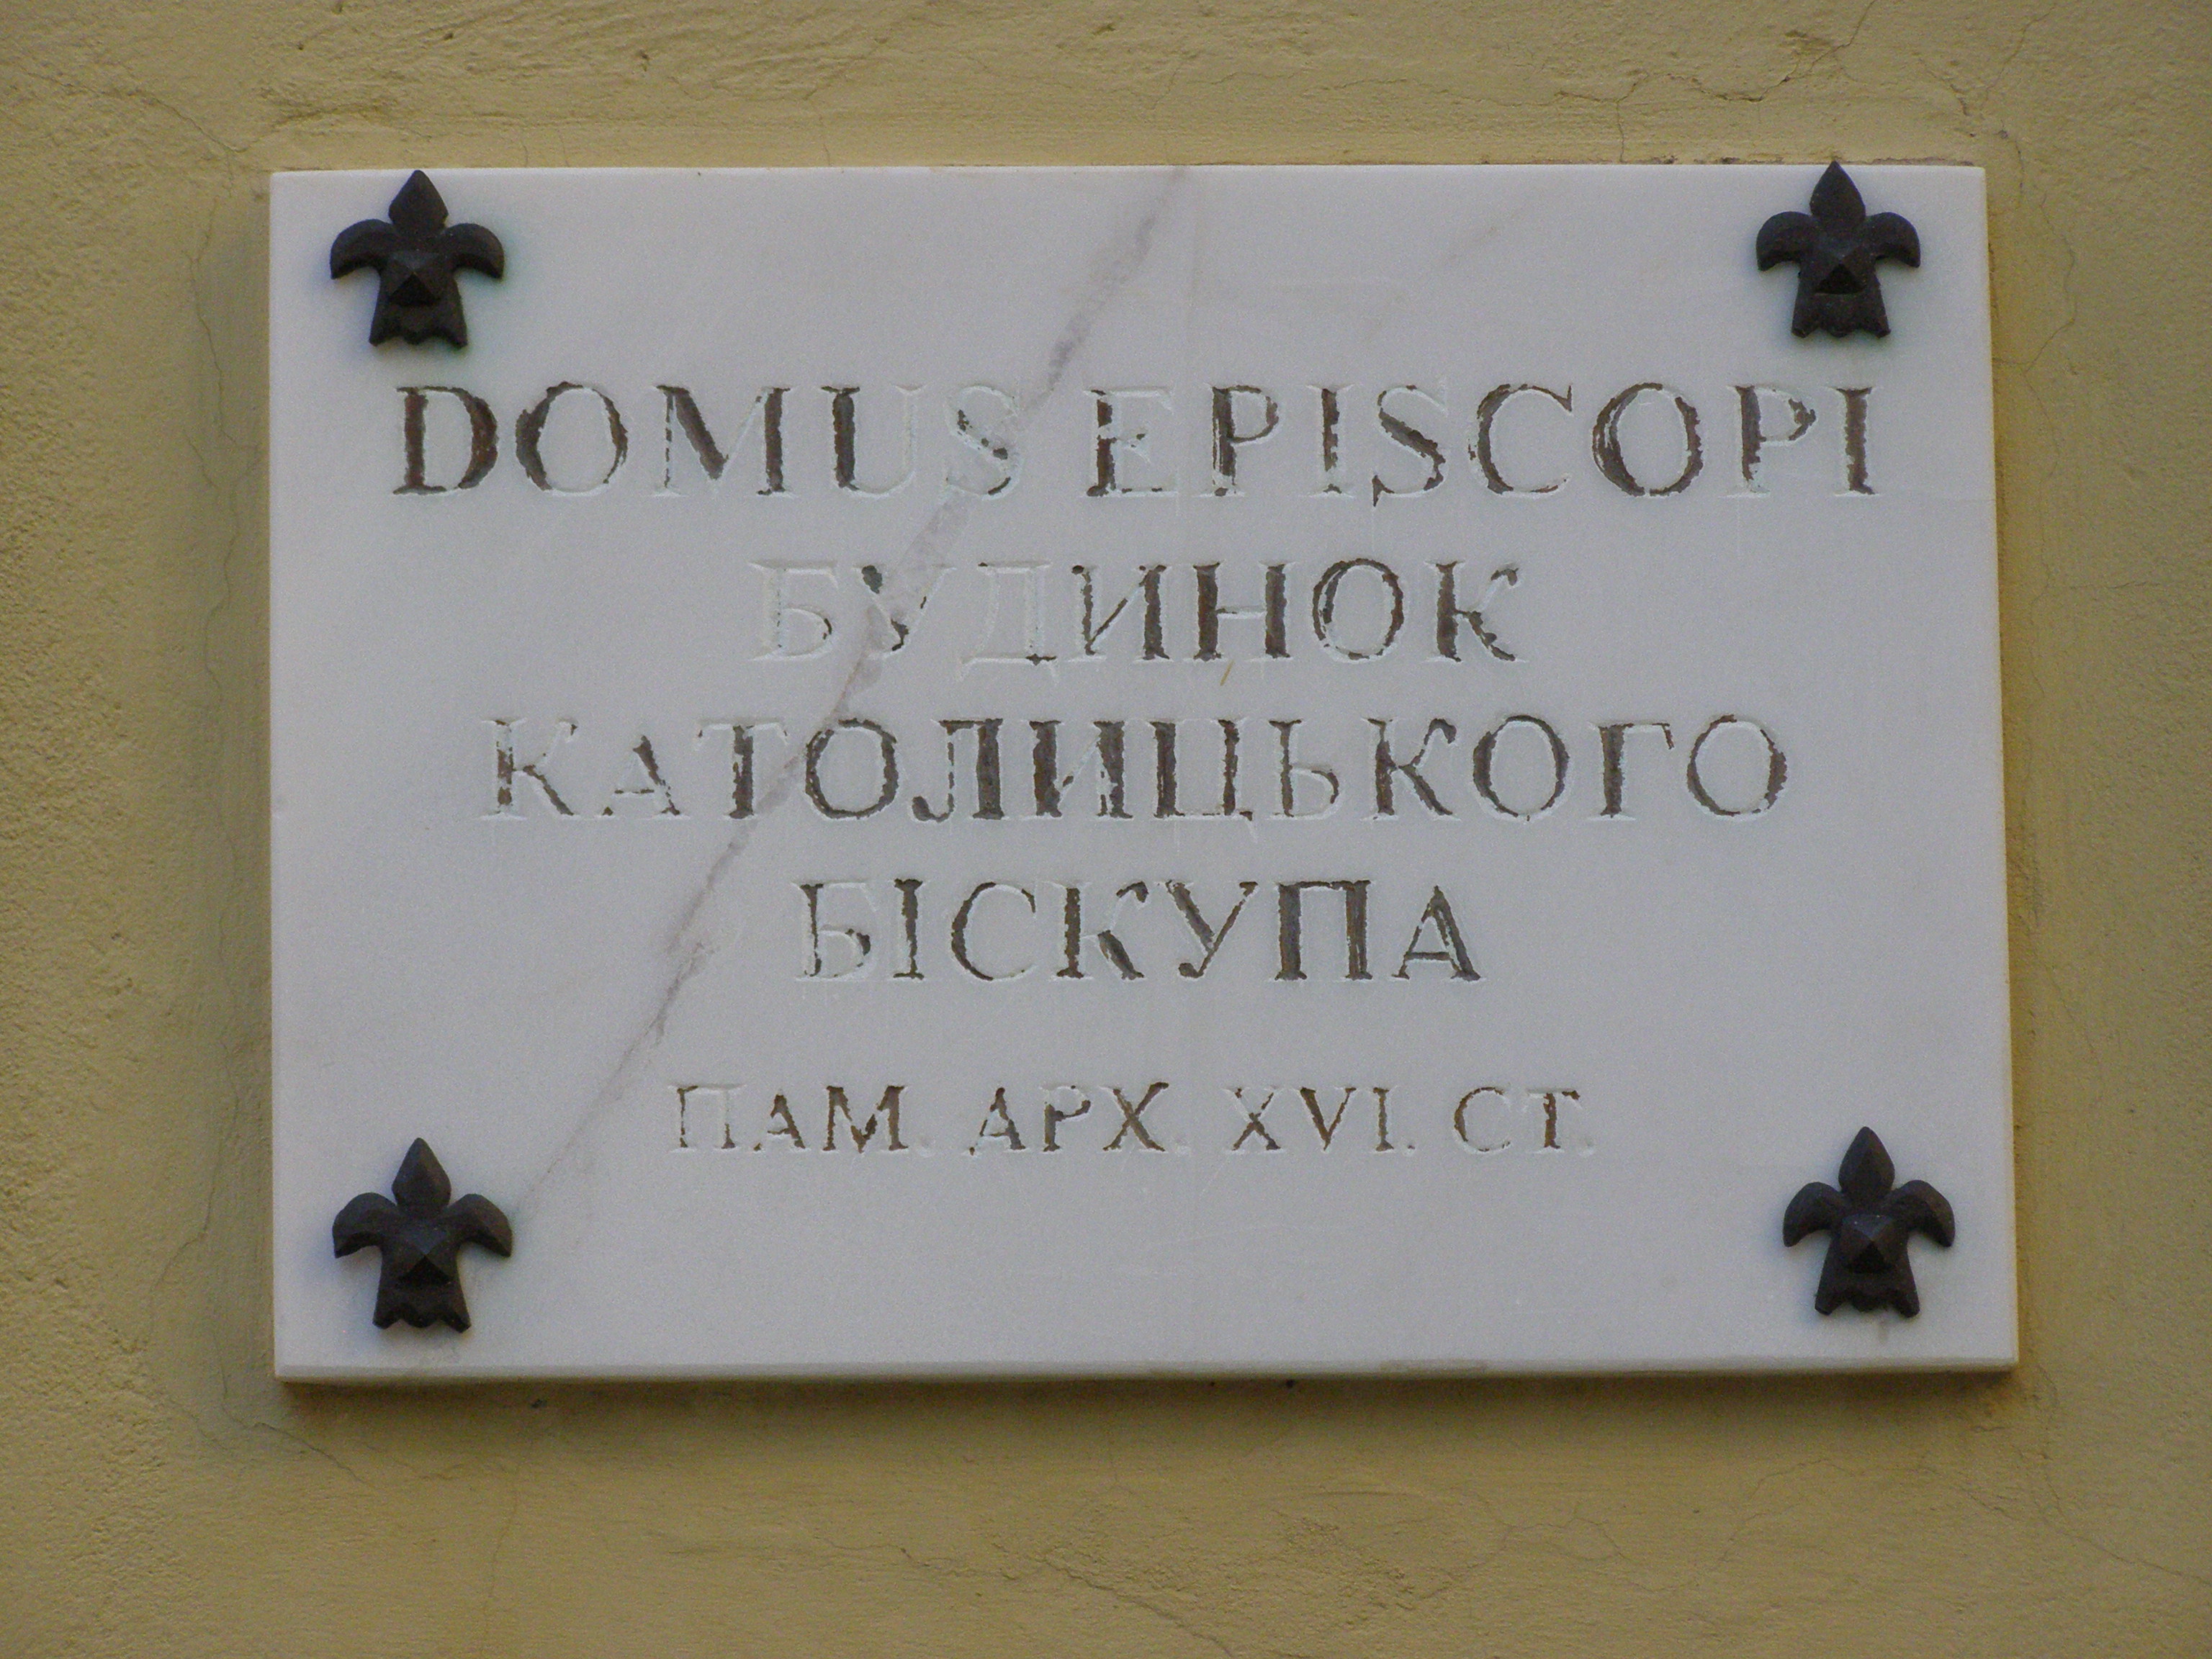 DOMUS EPISCOPI
БУДИНОК
КАТОЛИЦЬКОГО
БІСКУПА
ПАМ. АРХ. XVI. СТ.